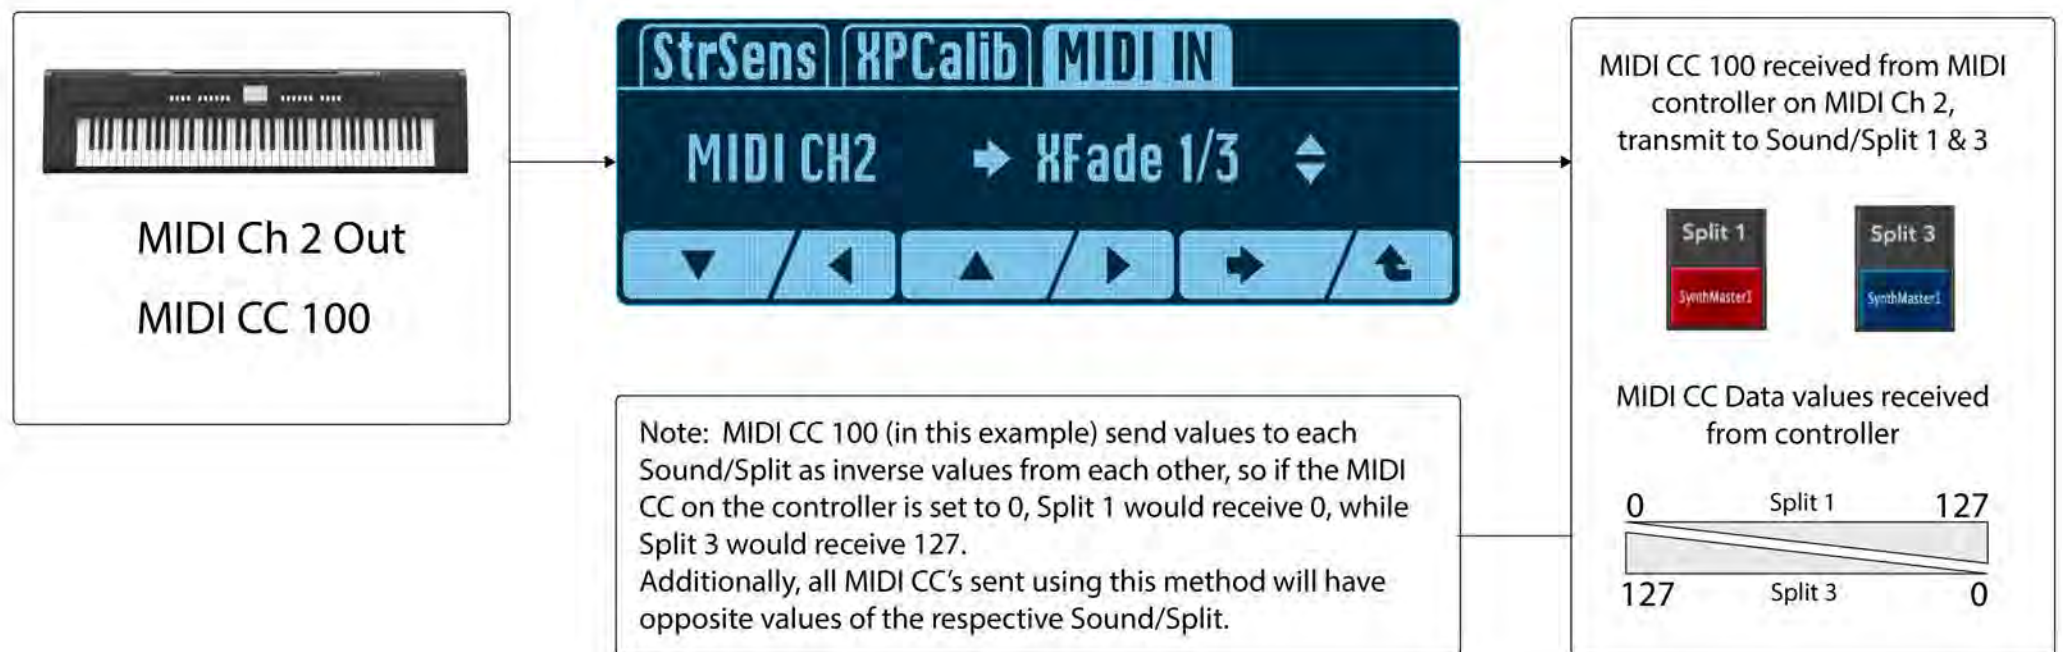 MIDI Ch 2 Out
MIDI CC 100
StrSens XPCalib MIDI IN
MIDI CH2 XFade 1/3
MIDI CC 100 received from MIDI
controller on MIDI Ch 2,
transmit to Sound/Split 1 & 3
Split 1
SynthMaster1
Split 3
SynthMaster1
MIDI CC Data values received
from controller
0 Split 1 127
127 Split 3 0
Note: MIDI CC 100 (in this example) send values to each
Sound/Split as inverse values from each other, so if the MIDI
CC on the controller is set to 0, Split 1 would receive 0, while
Split 3 would receive 127.
Additionally, all MIDI CC's sent using this method will have
opposite values of the respective Sound/Split.